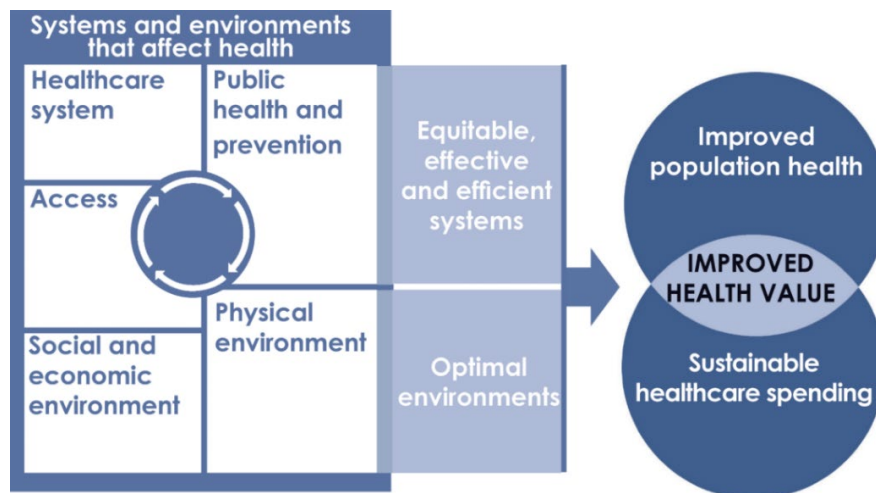 Systems and environments
that affect health
Healthcare
system
Public
health and
prevention
Access
Social and
economic
environment
Physical
environment
Equitable,
effective
and efficient
systems
Optimal
environments
Improved
population health
IMPROVED
HEALTH VALUE
Sustainable
healthcare spending